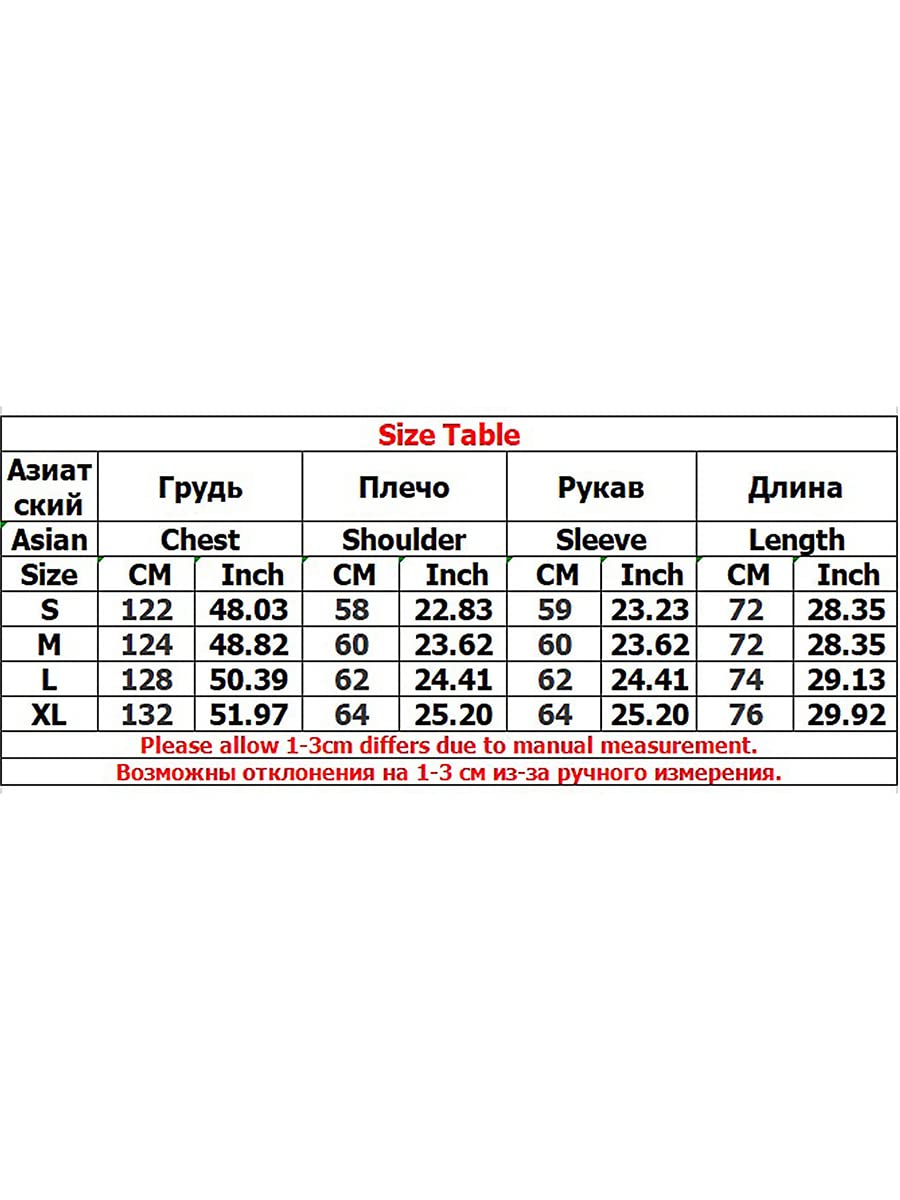 Size Table
Азиат
ский Грудь Плечо Рукав Длина
Asian Chest Shoulder Sleeve Length
Size CM Inch CM Inch CM Inch CM Inch
S 122 48.03 58 22.83 59 23.23 72 28.35
M 124 48.82 60 23.62 60 23.62 72 28.35
L 128 50.39 62 24.41 62 24.41 74 29.13
XL 132 51.97 64 25.20 64 25.20 76 29.92
Please allow 1-3cm differs due to manual measurement.
Возможны отклонения на 1-3 см из-за ручного измерения.